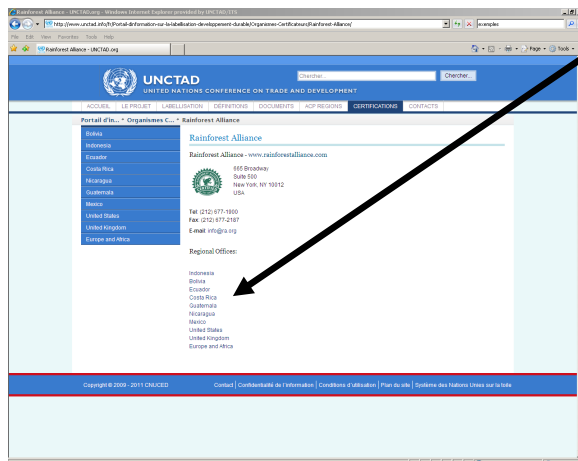 Rainforest Alliance - UNCTAD.org - Windows Internet Explorer provided by UNCTAD/ITS
http://www.unctad.info/fr/Portail-dinformation-sur-la-labellisation-developpement-durable/Organismes-Certificateurs/Rainforest-Alliance/
exemples
File Edit View Favorites Tools Help
Rainforest Alliance - UNCTAD.org
Page Tools
UNCTAD
UNITED NATIONS CONFERENCE ON TRADE AND DEVELOPMENT
Chercher...
Chercher...
ACCUEIL LE PROJET LABELLISATION DÉFINITIONS DOCUMENTS ACP REGIONS CERTIFICATIONS CONTACTS
Portail d'in... * Organismes C... * Rainforest Alliance
Bolivia
Indonesia
Ecuador
Costa Rica
Nicaragua
Guatemala
Mexico
United States
United Kingdom
Europe and Africa
Rainforest Alliance
Rainforest Alliance - www.rainforestalliance.com
665 Broadway
Suite 500
New York, NY 10012
USA
Tel: (212) 677-1900
Fax: (212) 677-2187
E-mail: info@ra.org
Regional Offices:
Indonesia
Bolivia
Ecuador
Costa Rica
Guatemala
Nicaragua
Mexico
United States
United Kingdom
Europe and Africa
Copyright © 2009 - 2011 CNUCED
Contact | Confidentialité de l'information | Conditions d'utilisation | Plan du site | Système des Nations Unies sur la toile